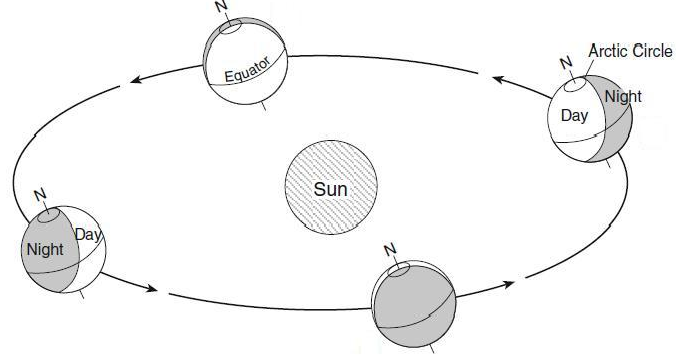 N
Equator
Arctic Circle
N
Night
Day
Sun
N
Day
Night
N